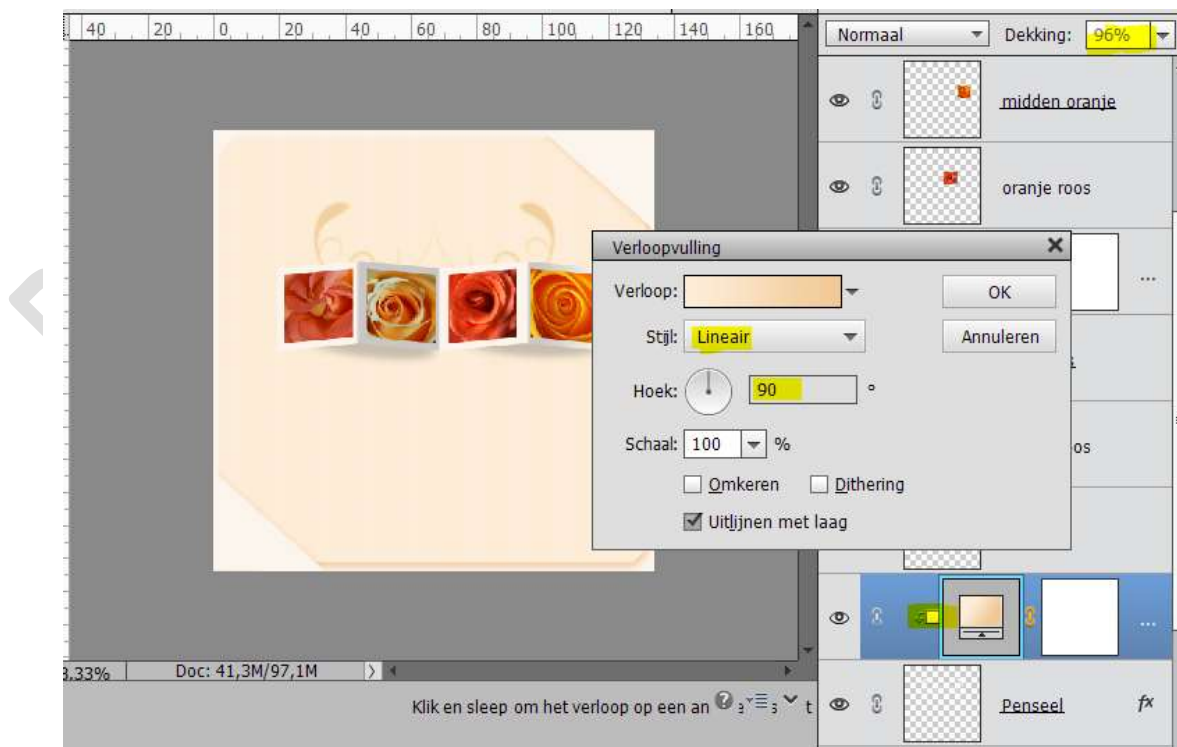 40 20 0 20 40 60 80 100 120 140 160
Normaal Dekking: 96%
midden oranje
oranje roos
Verloopvulling
Verloop: OK
Stijl: Lineair Annuleren
Hoek: 90 °
Schaal: 100 %
Omkeren Dithering
Uitlijnen met laag
...
os
...
Doc: 41,3M/97,1M
Klik en sleep om het verloop op een an
Penseel fx